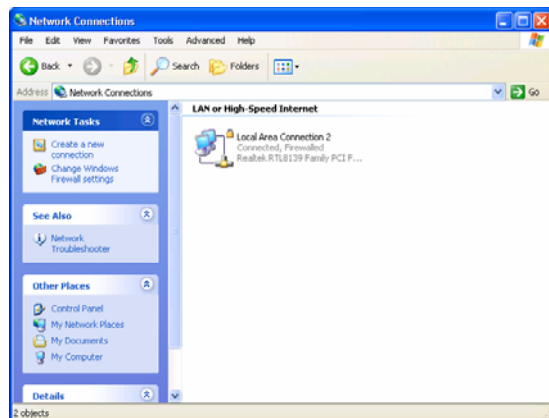 Network Connections
File Edit View Favorites Tools Advanced Help
Back Search Folders
Address Network Connections Go
Network Tasks
Create a new
connection
Change Windows
Firewall settings
See Also
Network
Troubleshooter
Other Places
Control Panel
My Network Places
My Documents
My Computer
Details
LAN or High-Speed Internet
Local Area Connection 2
Connected, Firewalled
Realtek RTL8139 Family PCI F...
2 objects